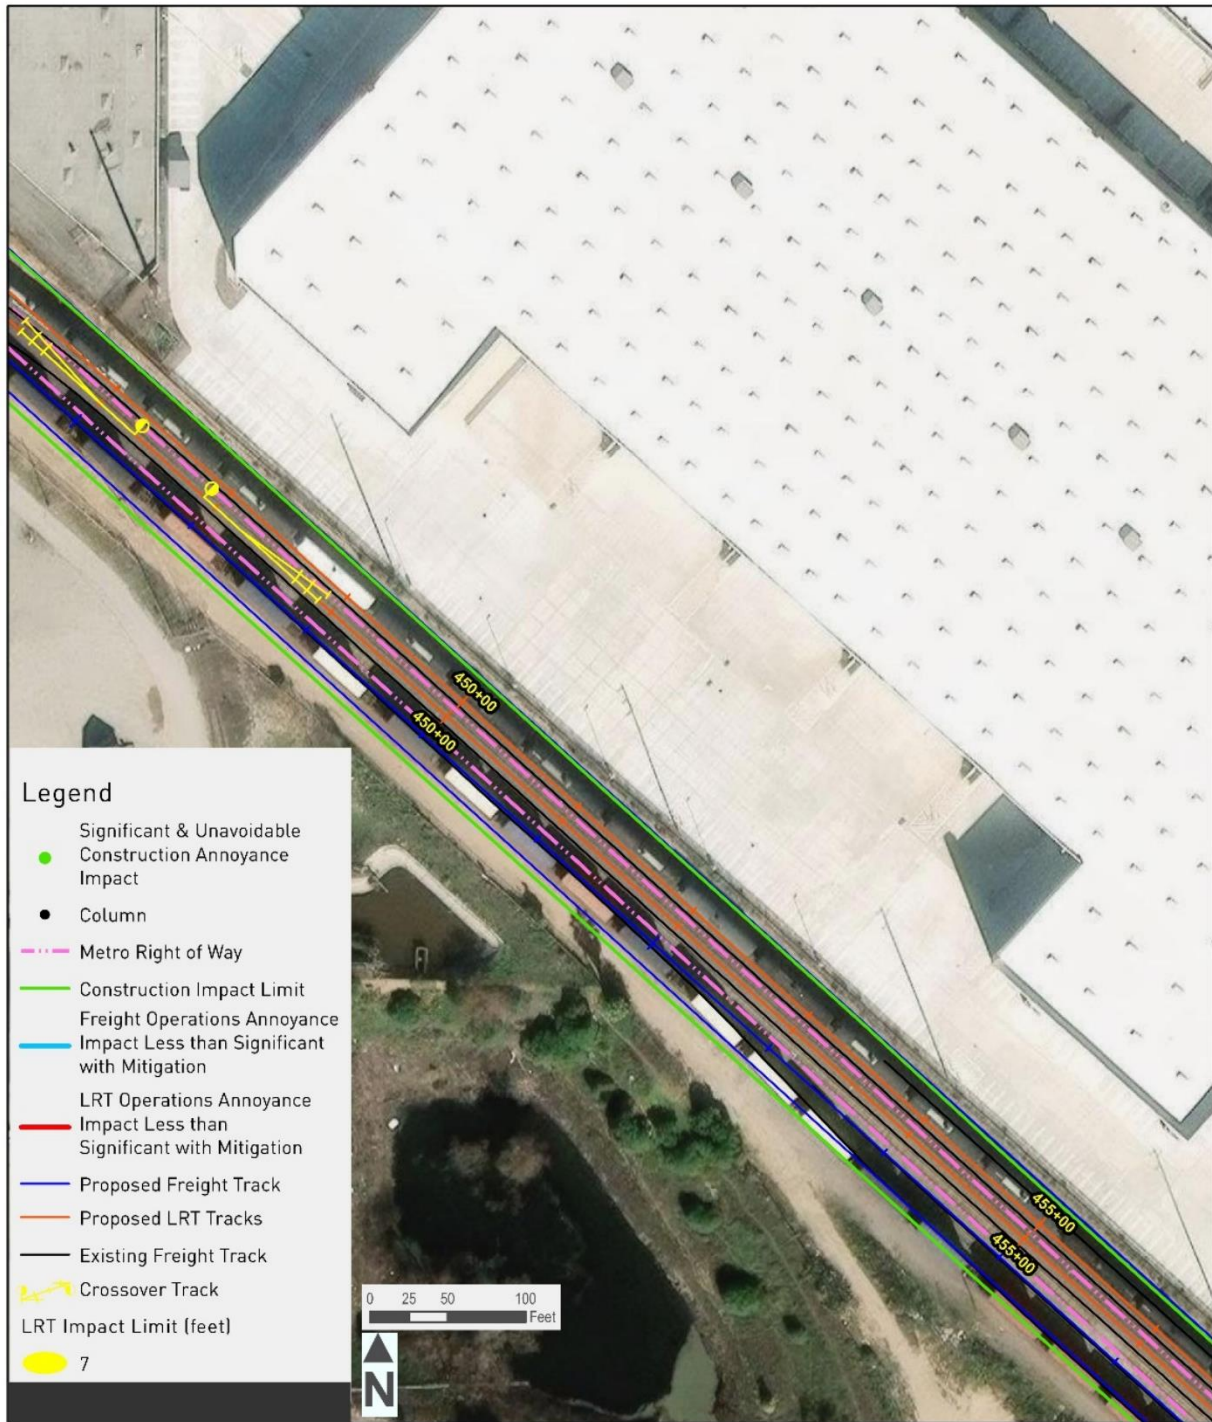 450+00
450+00
Legend
Significant & Unavoidable
Construction Annoyance
Impact
Column
Metro Right of Way
Construction Impact Limit
Freight Operations Annoyance
Impact Less than Significant
with Mitigation
LRT Operations Annoyance
Impact Less than
Significant with Mitigation
Proposed Freight Track
Proposed LRT Tracks
Existing Freight Track
Crossover Track
LRT Impact Limit (feet)
7
455+00
455+00
0 25 50 100
Feet
N